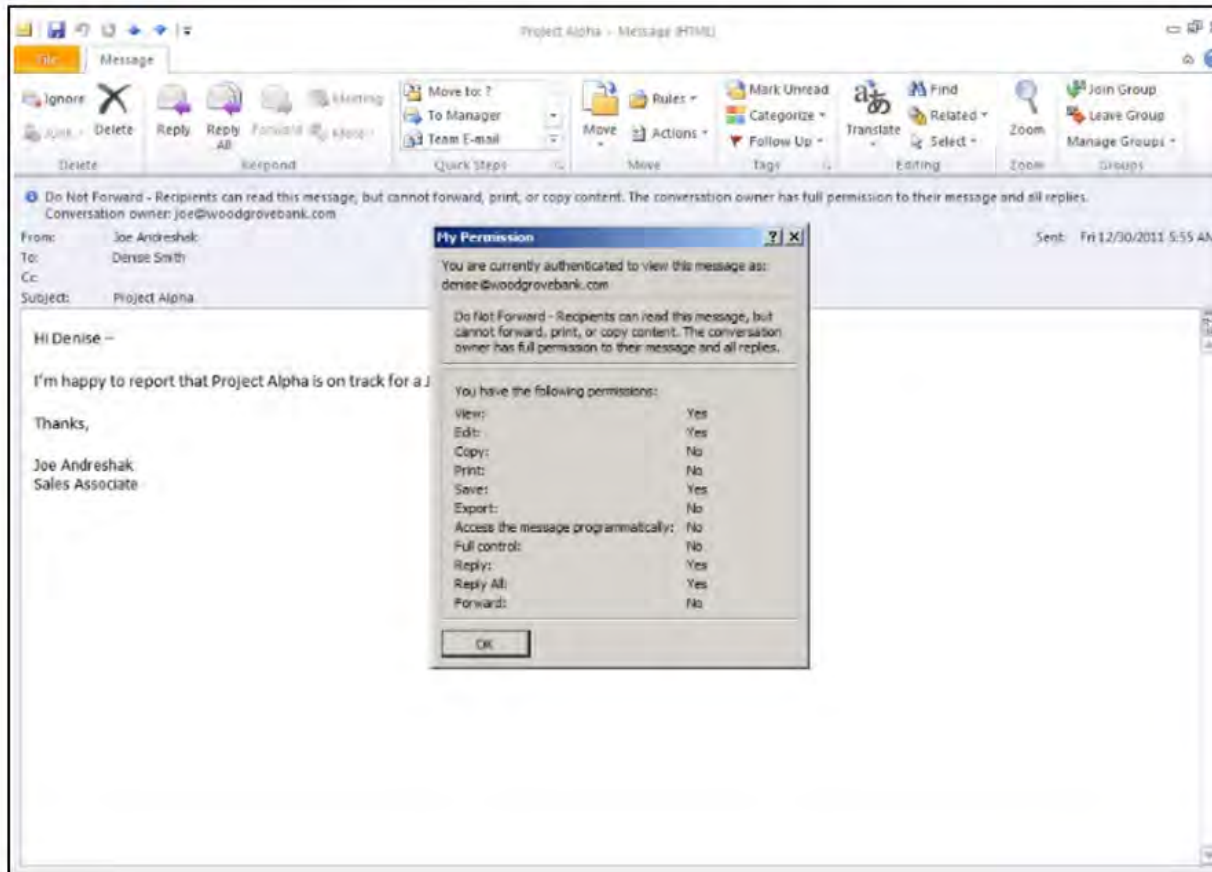 Project Alpha - Message (HTML)
File Message
Ignore
Junk
Delete
Reply
Reply All
Forward
Meeting
More
Move to: ?
To Manager
Team E-mail
Move
Rules
Actions
Mark Unread
Categorize
Follow Up
Translate
Find
Related
Select
Zoom
Join Group
Leave Group
Manage Groups
Delete Respond Quick Steps Move Tags Editing Zoom Groups
Do Not Forward - Recipients can read this message, but cannot forward, print, or copy content. The conversation owner has full permission to their message and all replies.
Conversation owner: joe@woodgrovebank.com
From: Joe Andreshak
Sent: Fri 12/30/2011 5:55 AM
To: Denise Smith
Cc:
Subject: Project Alpha
Hi Denise –
I'm happy to report that Project Alpha is on track for a J
Thanks,
Joe Andreshak
Sales Associate
My Permission
You are currently authenticated to view this message as:
denise@woodgrovebank.com
Do Not Forward - Recipients can read this message, but
cannot forward, print, or copy content. The conversation
owner has full permission to their message and all replies.
You have the following permissions:
View: Yes
Edit: Yes
Copy: No
Print: No
Save: Yes
Export: No
Access the message programmatically: No
Full control: No
Reply: Yes
Reply All: Yes
Forward: No
OK